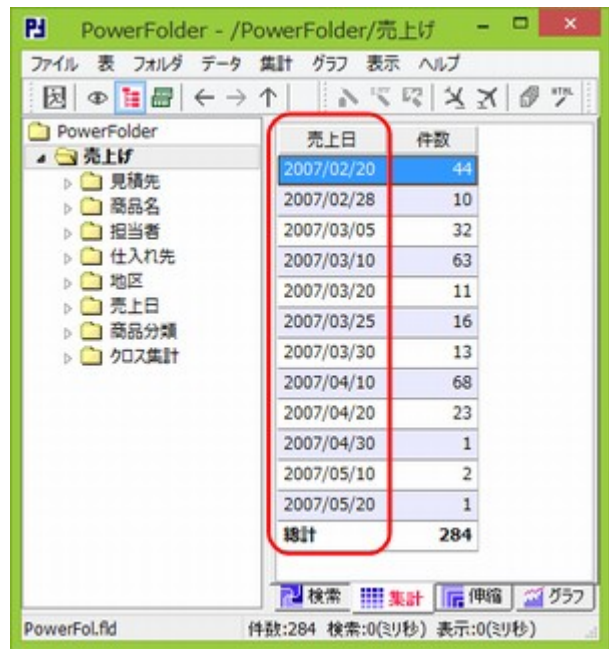 PowerFolder - /PowerFolder/売上げ
ファイル 表 フォルダ データ 集計 グラフ 表示 ヘルプ
HTML
PowerFolder
売上げ
見積先
商品名
担当者
仕入れ先
地区
売上日
商品分類
クロス集計
売上日 件数
2007/02/20 44
2007/02/28 10
2007/03/05 32
2007/03/10 63
2007/03/20 11
2007/03/25 16
2007/03/30 13
2007/04/10 68
2007/04/20 23
2007/04/30 1
2007/05/10 2
2007/05/20 1
総計 284
検索 集計 伸縮 グラフ
PowerFol.fld 件数:284 検索:0(ミリ秒) 表示:0(ミリ秒)